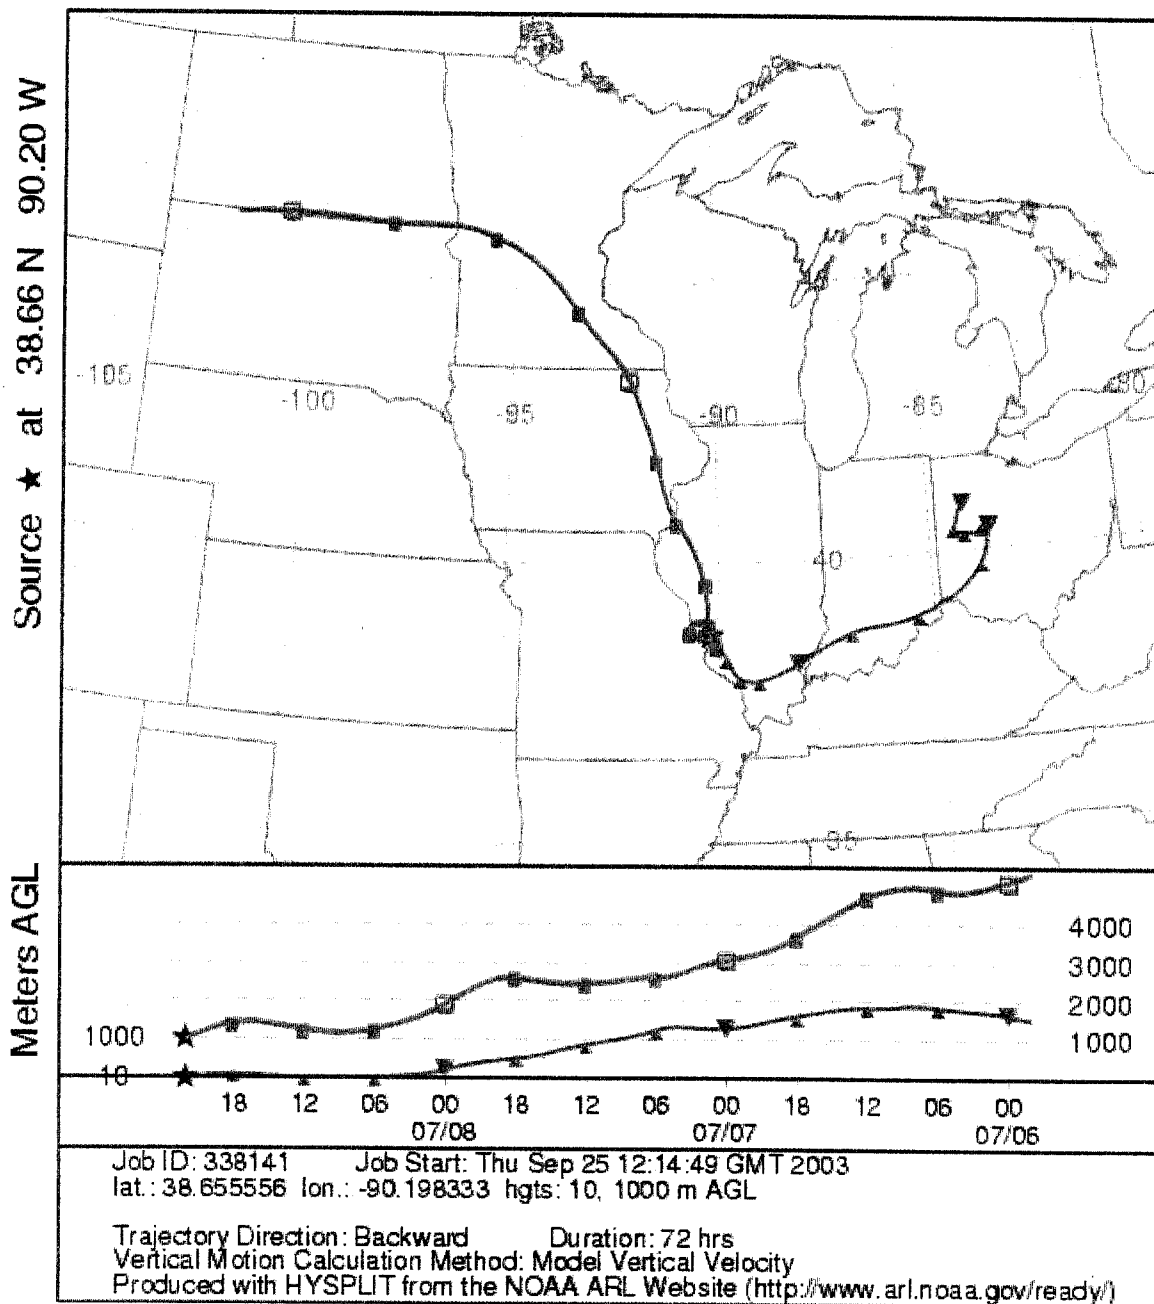 Source ★ at 38.66 N 90.20 W
-105
-100
-95
-90
-85
-80
40
35
Meters AGL
4000
3000
2000
1000
1000
10
18 12 06 00 18 12 06 00 18 12 06 00
07/08 07/07 07/06
Job ID: 338141 Job Start: Thu Sep 25 12:14:49 GMT 2003
lat.: 38.655556 lon.: -90.198333 hgts: 10, 1000 m AGL
Trajectory Direction: Backward Duration: 72 hrs
Vertical Motion Calculation Method: Model Vertical Velocity
Produced with HYSPLIT from the NOAA ARL Website (http://www.arl.noaa.gov/ready/)